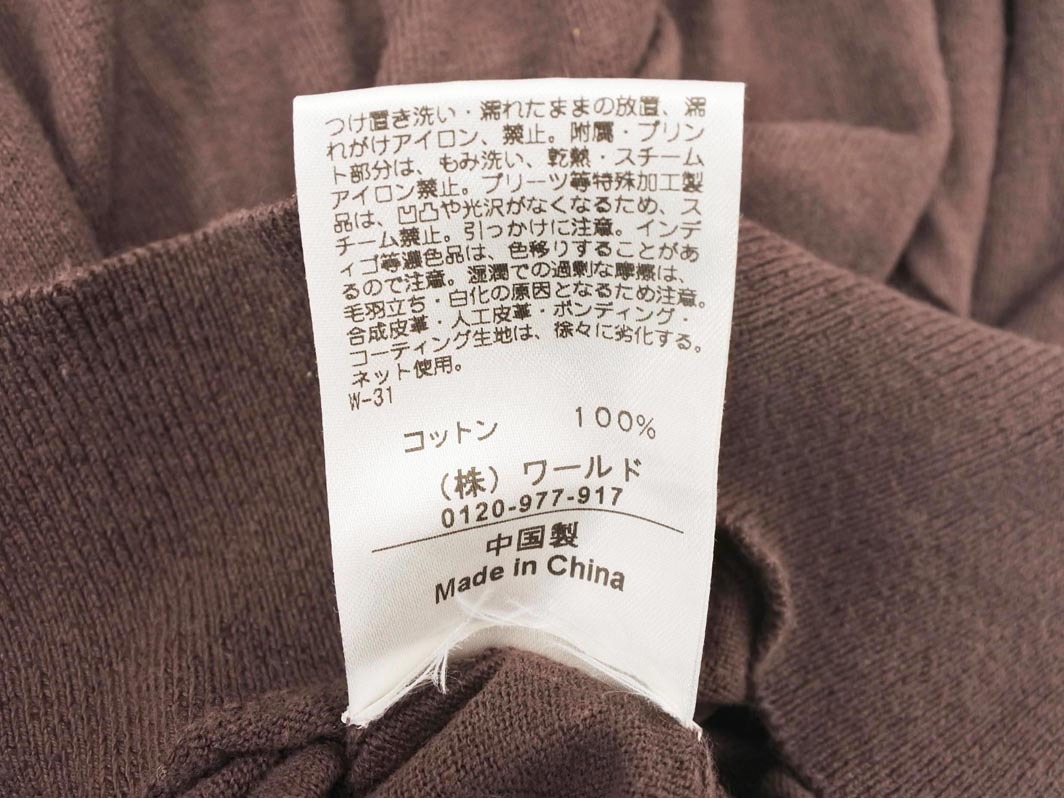 つけ置き洗い・濡れたままの放置、濡
れがけアイロン、禁止。附属・プリン
ト部分は、もみ洗い、乾熱・スチーム
アイロン禁止。プリーツ等特殊加工製
品は、凹凸や光沢がなくなるため、ス
チーム禁止。引っかけに注意。インデ
ィゴ等濃色品は、色移りすることがあ
るので注意。湿潤での過剰な摩擦は、
毛羽立ち・白化の原因となるため注意。
合成皮革・人工皮革・ボンディング・
コーティング生地は、徐々に劣化する。
ネット使用。
W-31
コットン 100%
（株）ワールド
0120-977-917
中国製
Made in China